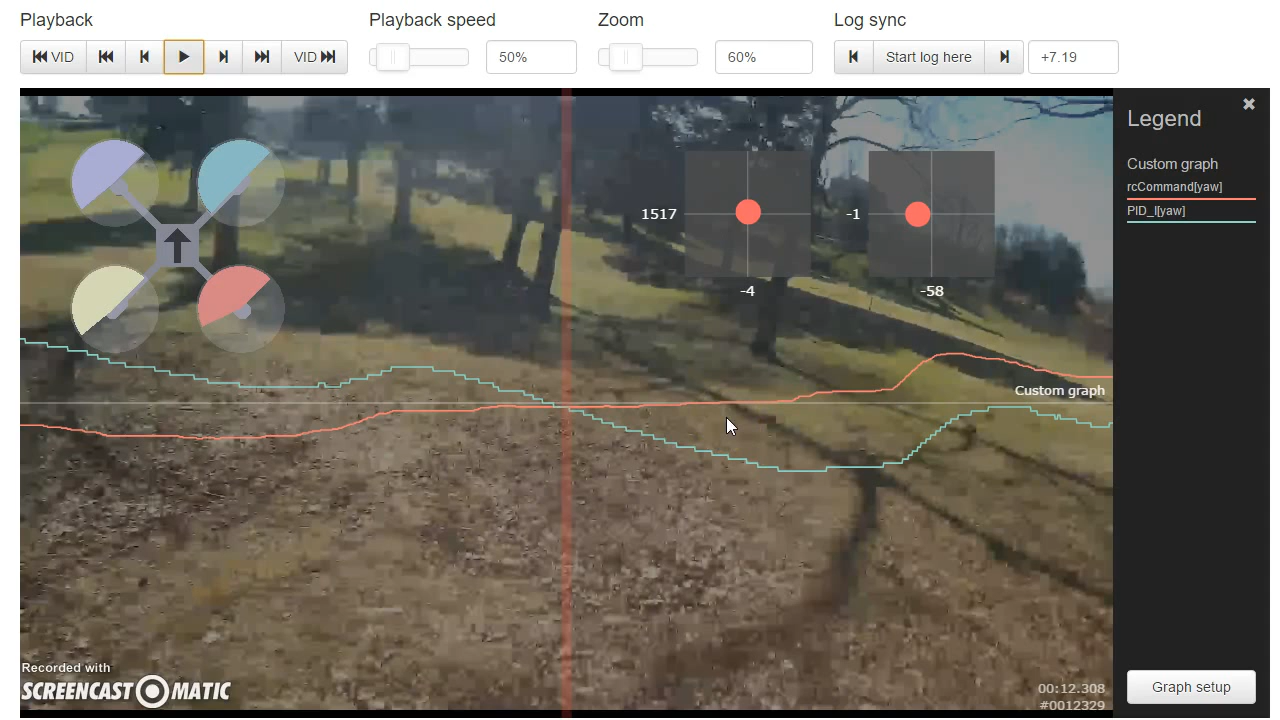 Playback
Playback speed
Zoom
Log sync
VID
VID
50%
60%
Start log here
+7.19
Legend
Custom graph
rcCommand[yaw]
PID_I[yaw]
1517
-4
-1
-58
Custom graph
Recorded with
SCREENCAST MATIC
00:12.308
#0012329
Graph setup